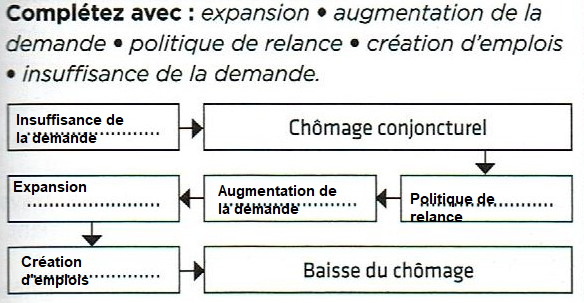 Complétez avec : expansion • augmentation de la
demande • politique de relance • création d'emplois
• insuffisance de la demande.
Insuffisance de
la demande
Chômage conjoncturel
Expansion
Augmentation de
la demande
Politique de
relance
Création
d'emplois
Baisse du chômage